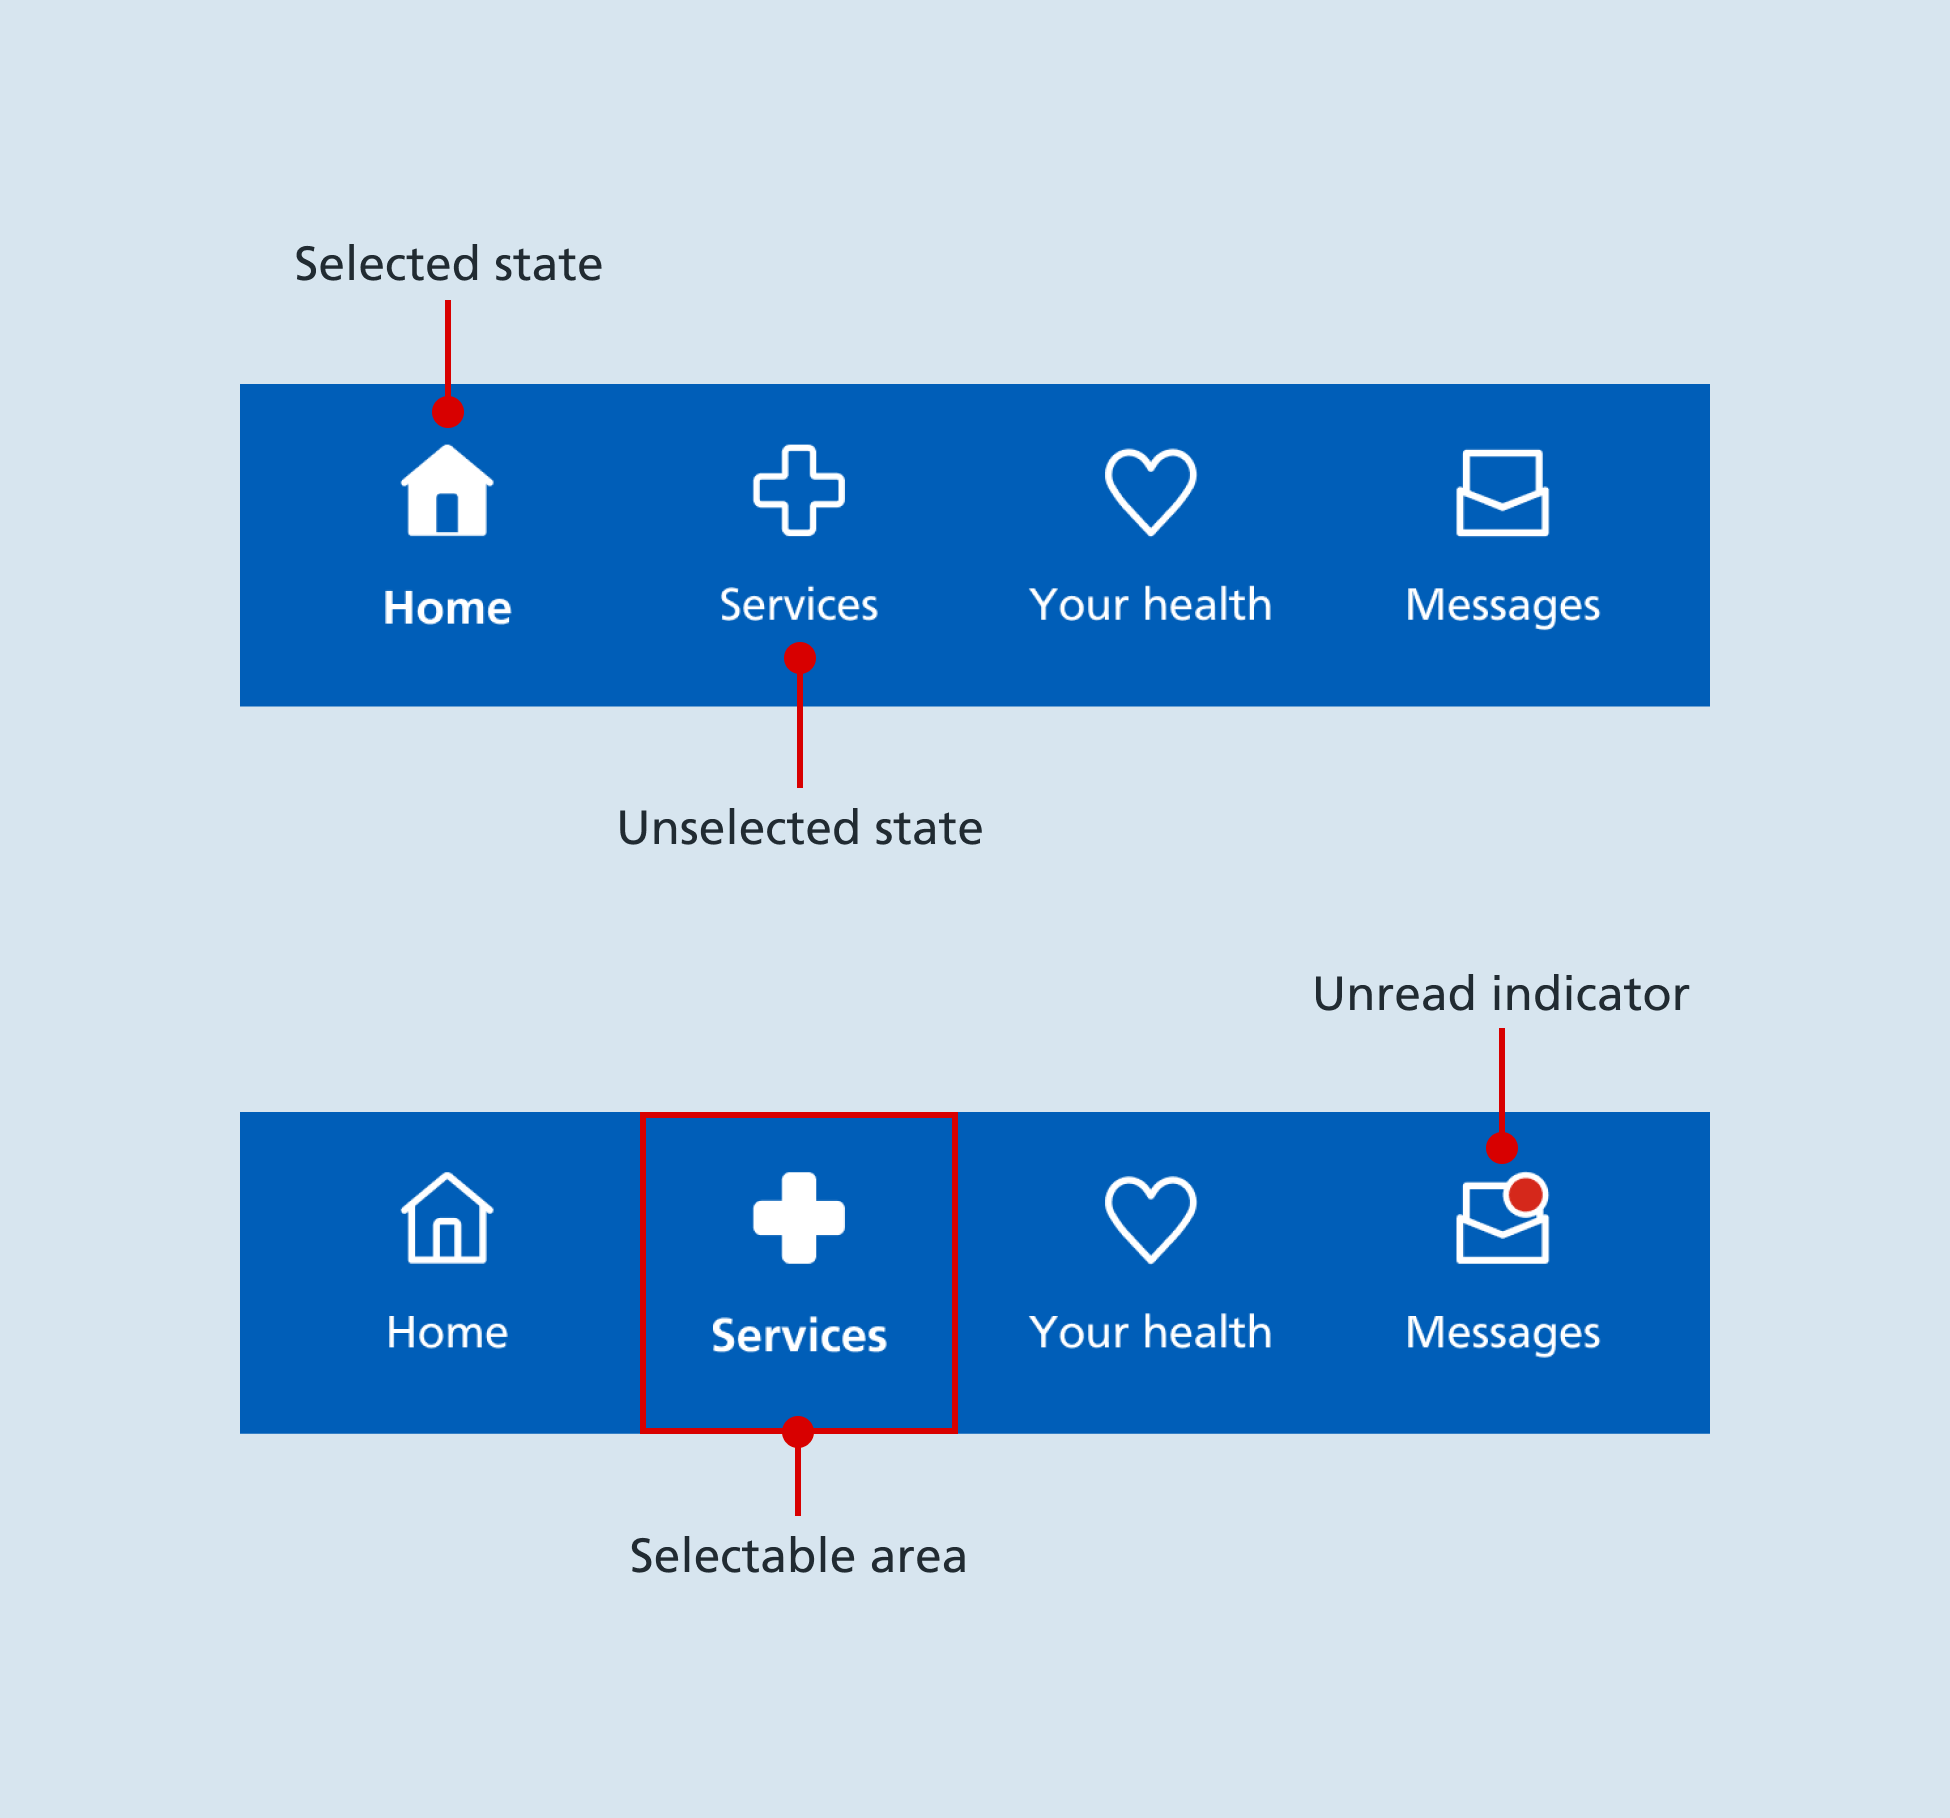 Selected state
Home Services Your health Messages
Unselected state
Unread indicator
Home Services Your health Messages
Selectable area